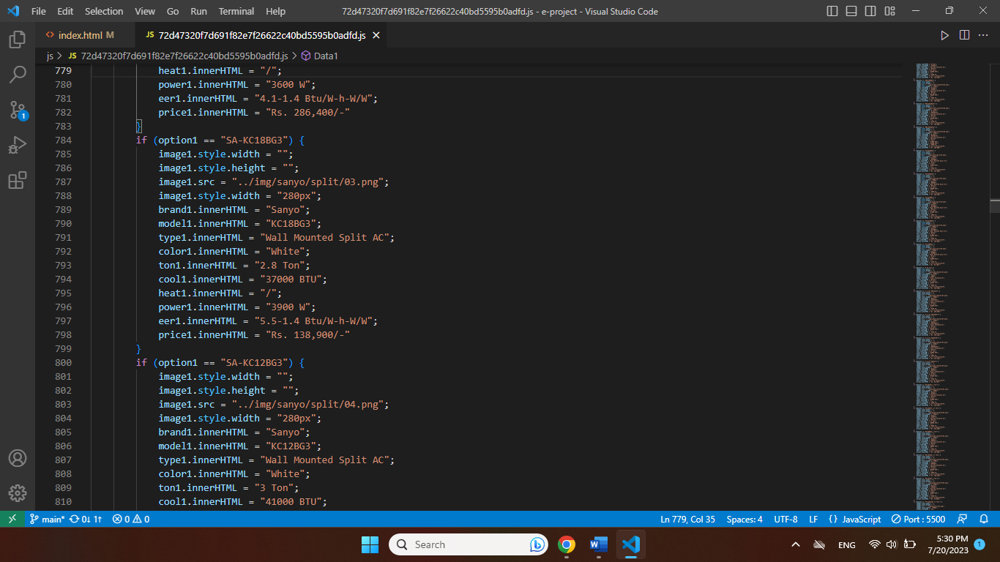 File Edit Selection View Go Run Terminal Help 72d47320f7d691f82e7f26622c40bd5595b0adfd.js - e-project - Visual Studio Code
index.html M JS 72d47320f7d691f82e7f26622c40bd5595b0adfd.js
js > JS 72d47320f7d691f82e7f26622c40bd5595b0adfd.js > Data1
779 heat1.innerHTML = "/";
780 power1.innerHTML = "3600 W";
781 eer1.innerHTML = "4.1-1.4 Btu/W-h-W/W";
782 price1.innerHTML = "Rs. 286,400/-"
783 }
784 if (option1 == "SA-KC18BG3") {
785 image1.style.width = "";
786 image1.style.height = "";
787 image1.src = "../img/sanyo/split/03.png";
788 image1.style.width = "280px";
789 brand1.innerHTML = "Sanyo";
790 model1.innerHTML = "KC18BG3";
791 type1.innerHTML = "Wall Mounted Split AC";
792 color1.innerHTML = "White";
793 ton1.innerHTML = "2.8 Ton";
794 cool1.innerHTML = "37000 BTU";
795 heat1.innerHTML = "/";
796 power1.innerHTML = "3900 W";
797 eer1.innerHTML = "5.5-1.4 Btu/W-h-W/W";
798 price1.innerHTML = "Rs. 138,900/-"
799 }
800 if (option1 == "SA-KC12BG3") {
801 image1.style.width = "";
802 image1.style.height = "";
803 image1.src = "../img/sanyo/split/04.png";
804 image1.style.width = "280px";
805 brand1.innerHTML = "Sanyo";
806 model1.innerHTML = "KC12BG3";
807 type1.innerHTML = "Wall Mounted Split AC";
808 color1.innerHTML = "White";
809 ton1.innerHTML = "3 Ton";
810 cool1.innerHTML = "41000 BTU";
1
main* 0↓ 1↑ 0 0 Ln 779, Col 35 Spaces: 4 UTF-8 LF {} JavaScript Port : 5500
Search W ENG 5:30 PM
7/20/2023 1